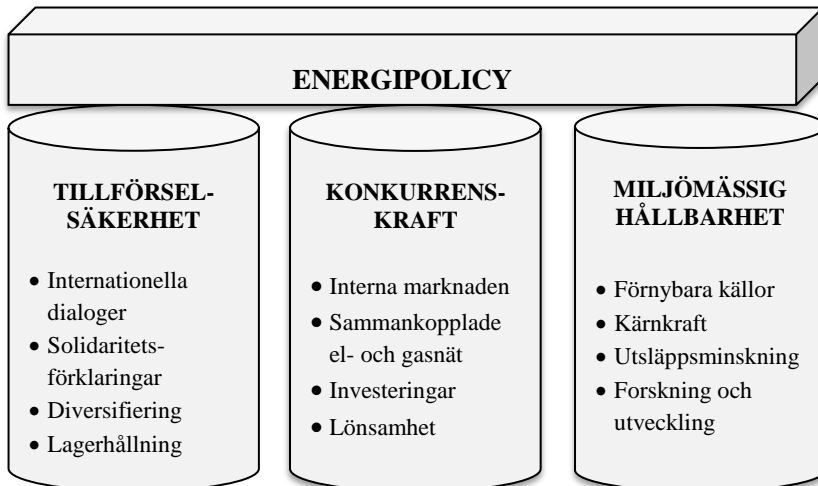 ENERGIPOLICY
TILLFÖRSEL-
SÄKERHET
• Internationella
dialoger
• Solidaritets-
förklaringar
• Diversifiering
• Lagerhållning
KONKURRENS-
KRAFT
• Interna marknaden
• Sammankopplade
el- och gasnät
• Investeringar
• Lönsamhet
MILJÖMÄSSIG
HÅLLBARHET
• Förnybara källor
• Kärnkraft
• Utsläppsminskning
• Forskning och
utveckling